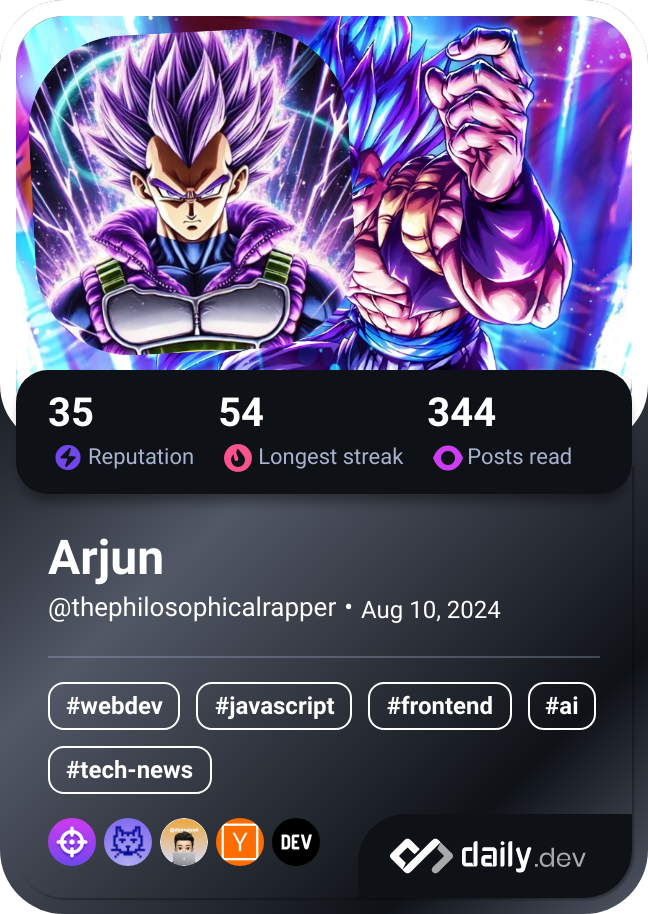 35 54 344
Reputation Longest streak Posts read
Arjun
@thephilosophicalrapper • Aug 10, 2024
#webdev #javascript #frontend #ai
#tech-news
Y DEV
daily.dev